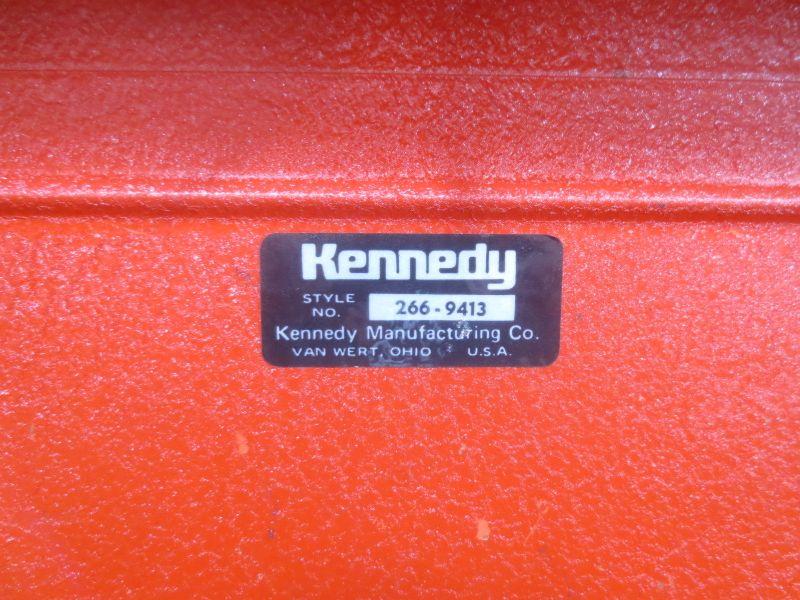 Kennedy
STYLE NO. 266-9413
Kennedy Manufacturing Co.
VAN WERT, OHIO U.S.A.